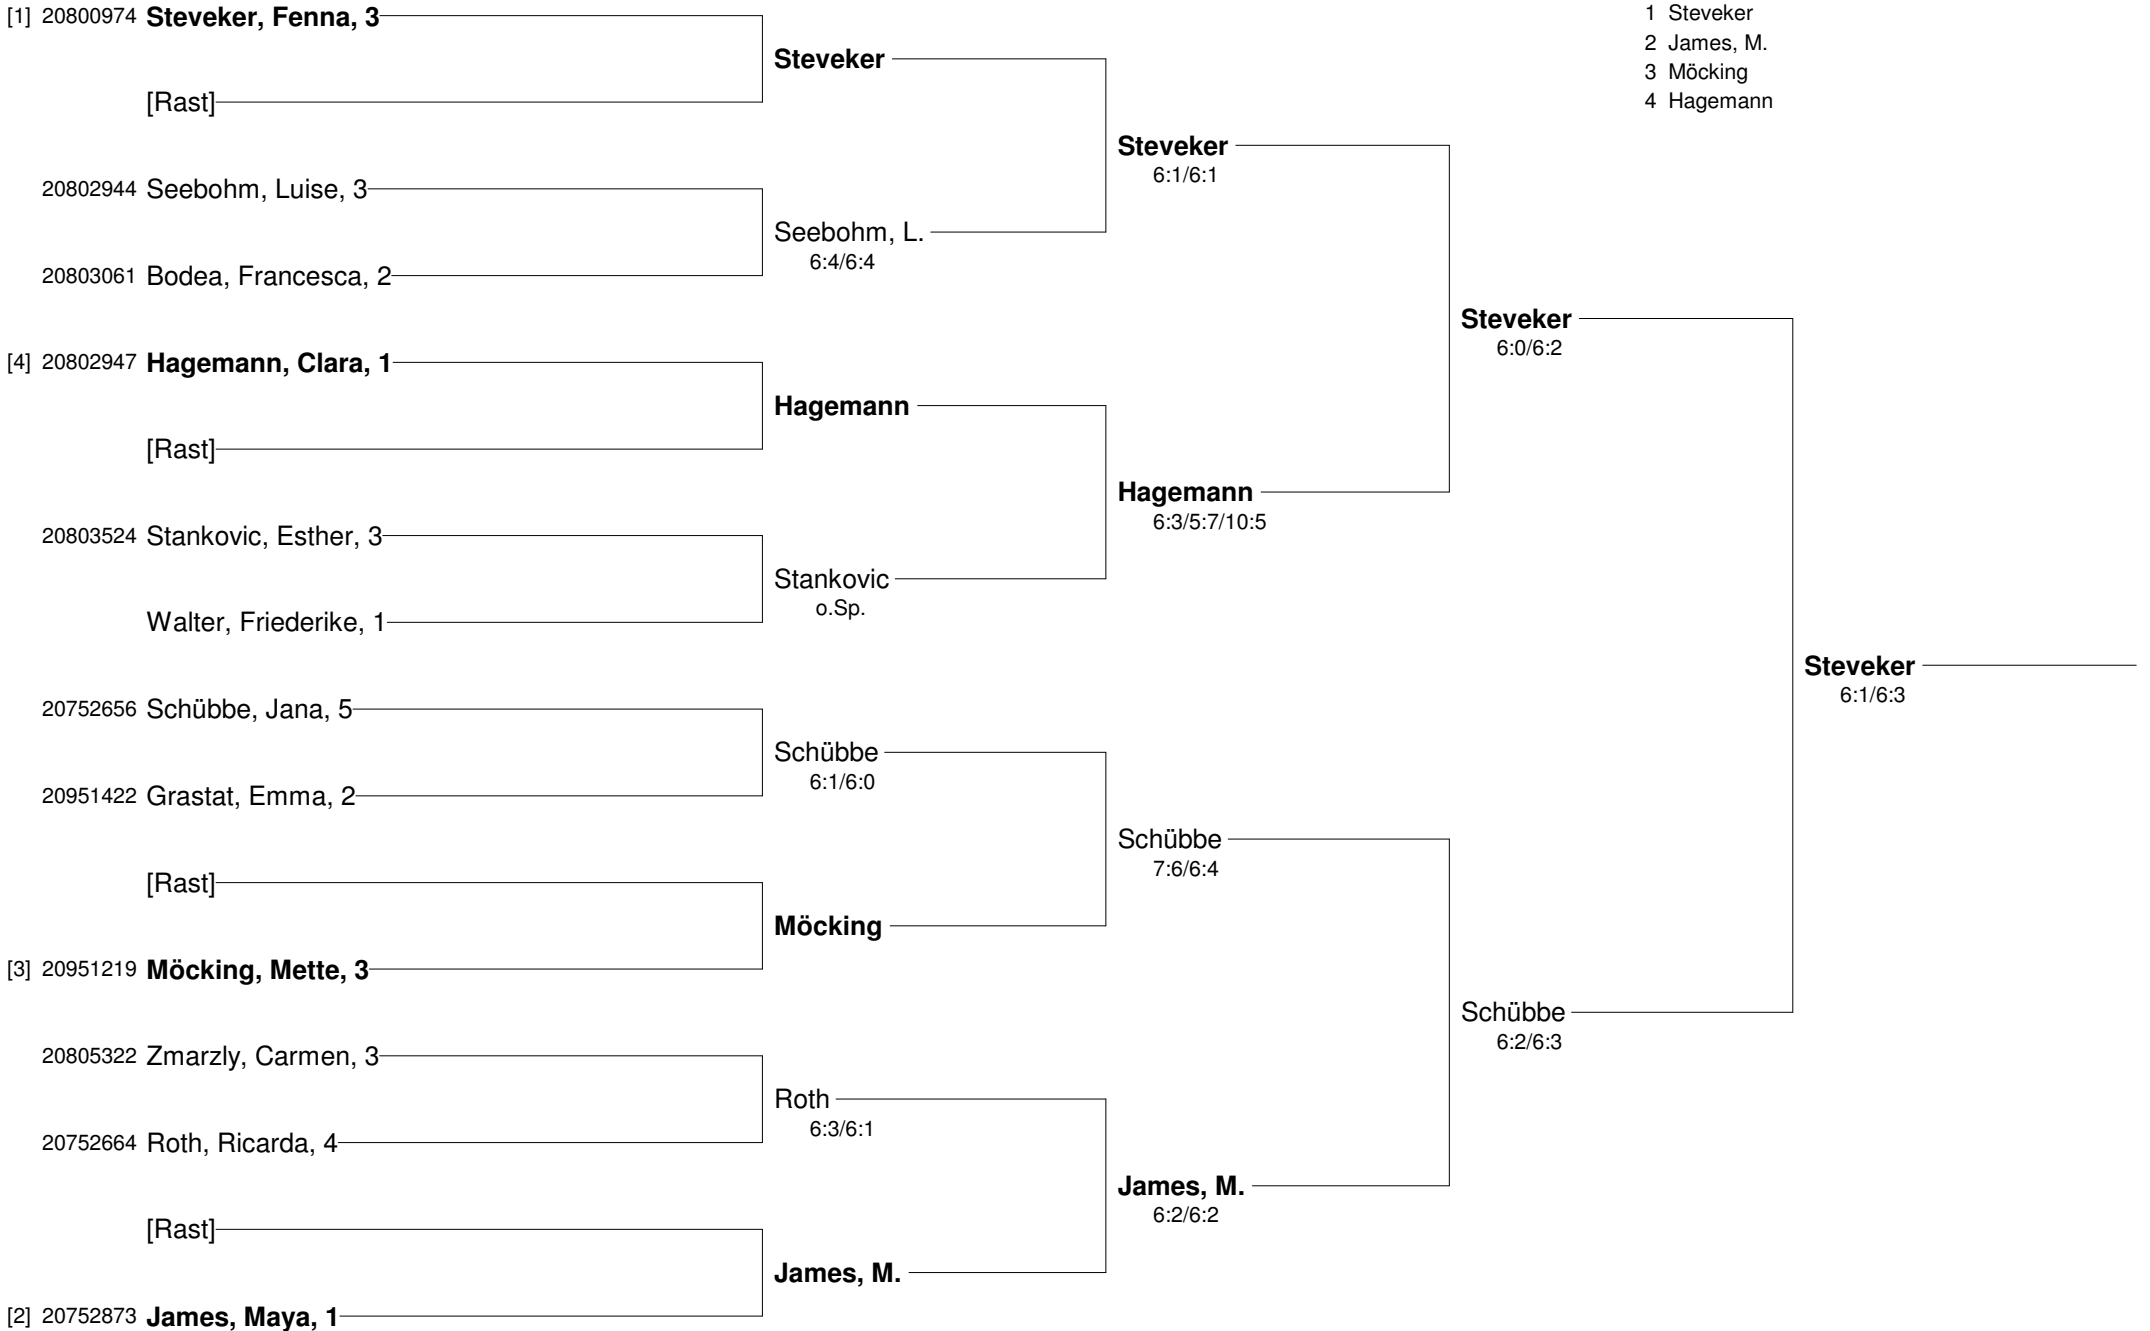 [1] 20800974 Steveker, Fenna, 3
[Rast]
20802944 Seebohm, Luise, 3
20803061 Bodea, Francesca, 2
[4] 20802947 Hagemann, Clara, 1
[Rast]
20803524 Stankovic, Esther, 3
Walter, Friederike, 1
20752656 Schübbe, Jana, 5
20951422 Grastat, Emma, 2
[Rast]
[3] 20951219 Möcking, Mette, 3
20805322 Zmarzly, Carmen, 3
20752664 Roth, Ricarda, 4
[Rast]
[2] 20752873 James, Maya, 1
Steveker
Seebohm, L.
6:4/6:4
Hagemann
Stankovic
o.Sp.
Schübbe
6:1/6:0
Möcking
Roth
6:3/6:1
James, M.
Steveker
6:1/6:1
Hagemann
6:3/5:7/10:5
Schübbe
7:6/6:4
James, M.
6:2/6:2
Steveker
6:0/6:2
Schübbe
6:2/6:3
Steveker
6:1/6:3
1 Steveker
2 James, M.
3 Möcking
4 Hagemann